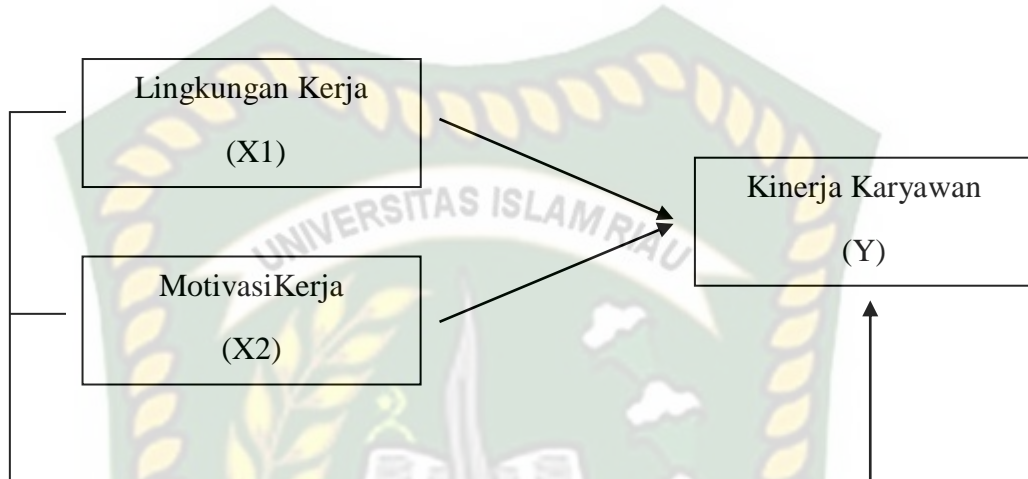 Lingkungan Kerja
(X1)
Kinerja Karyawan
(Y)
UNIVERSITAS ISLAM RIAU
MotivasiKerja
(X2)